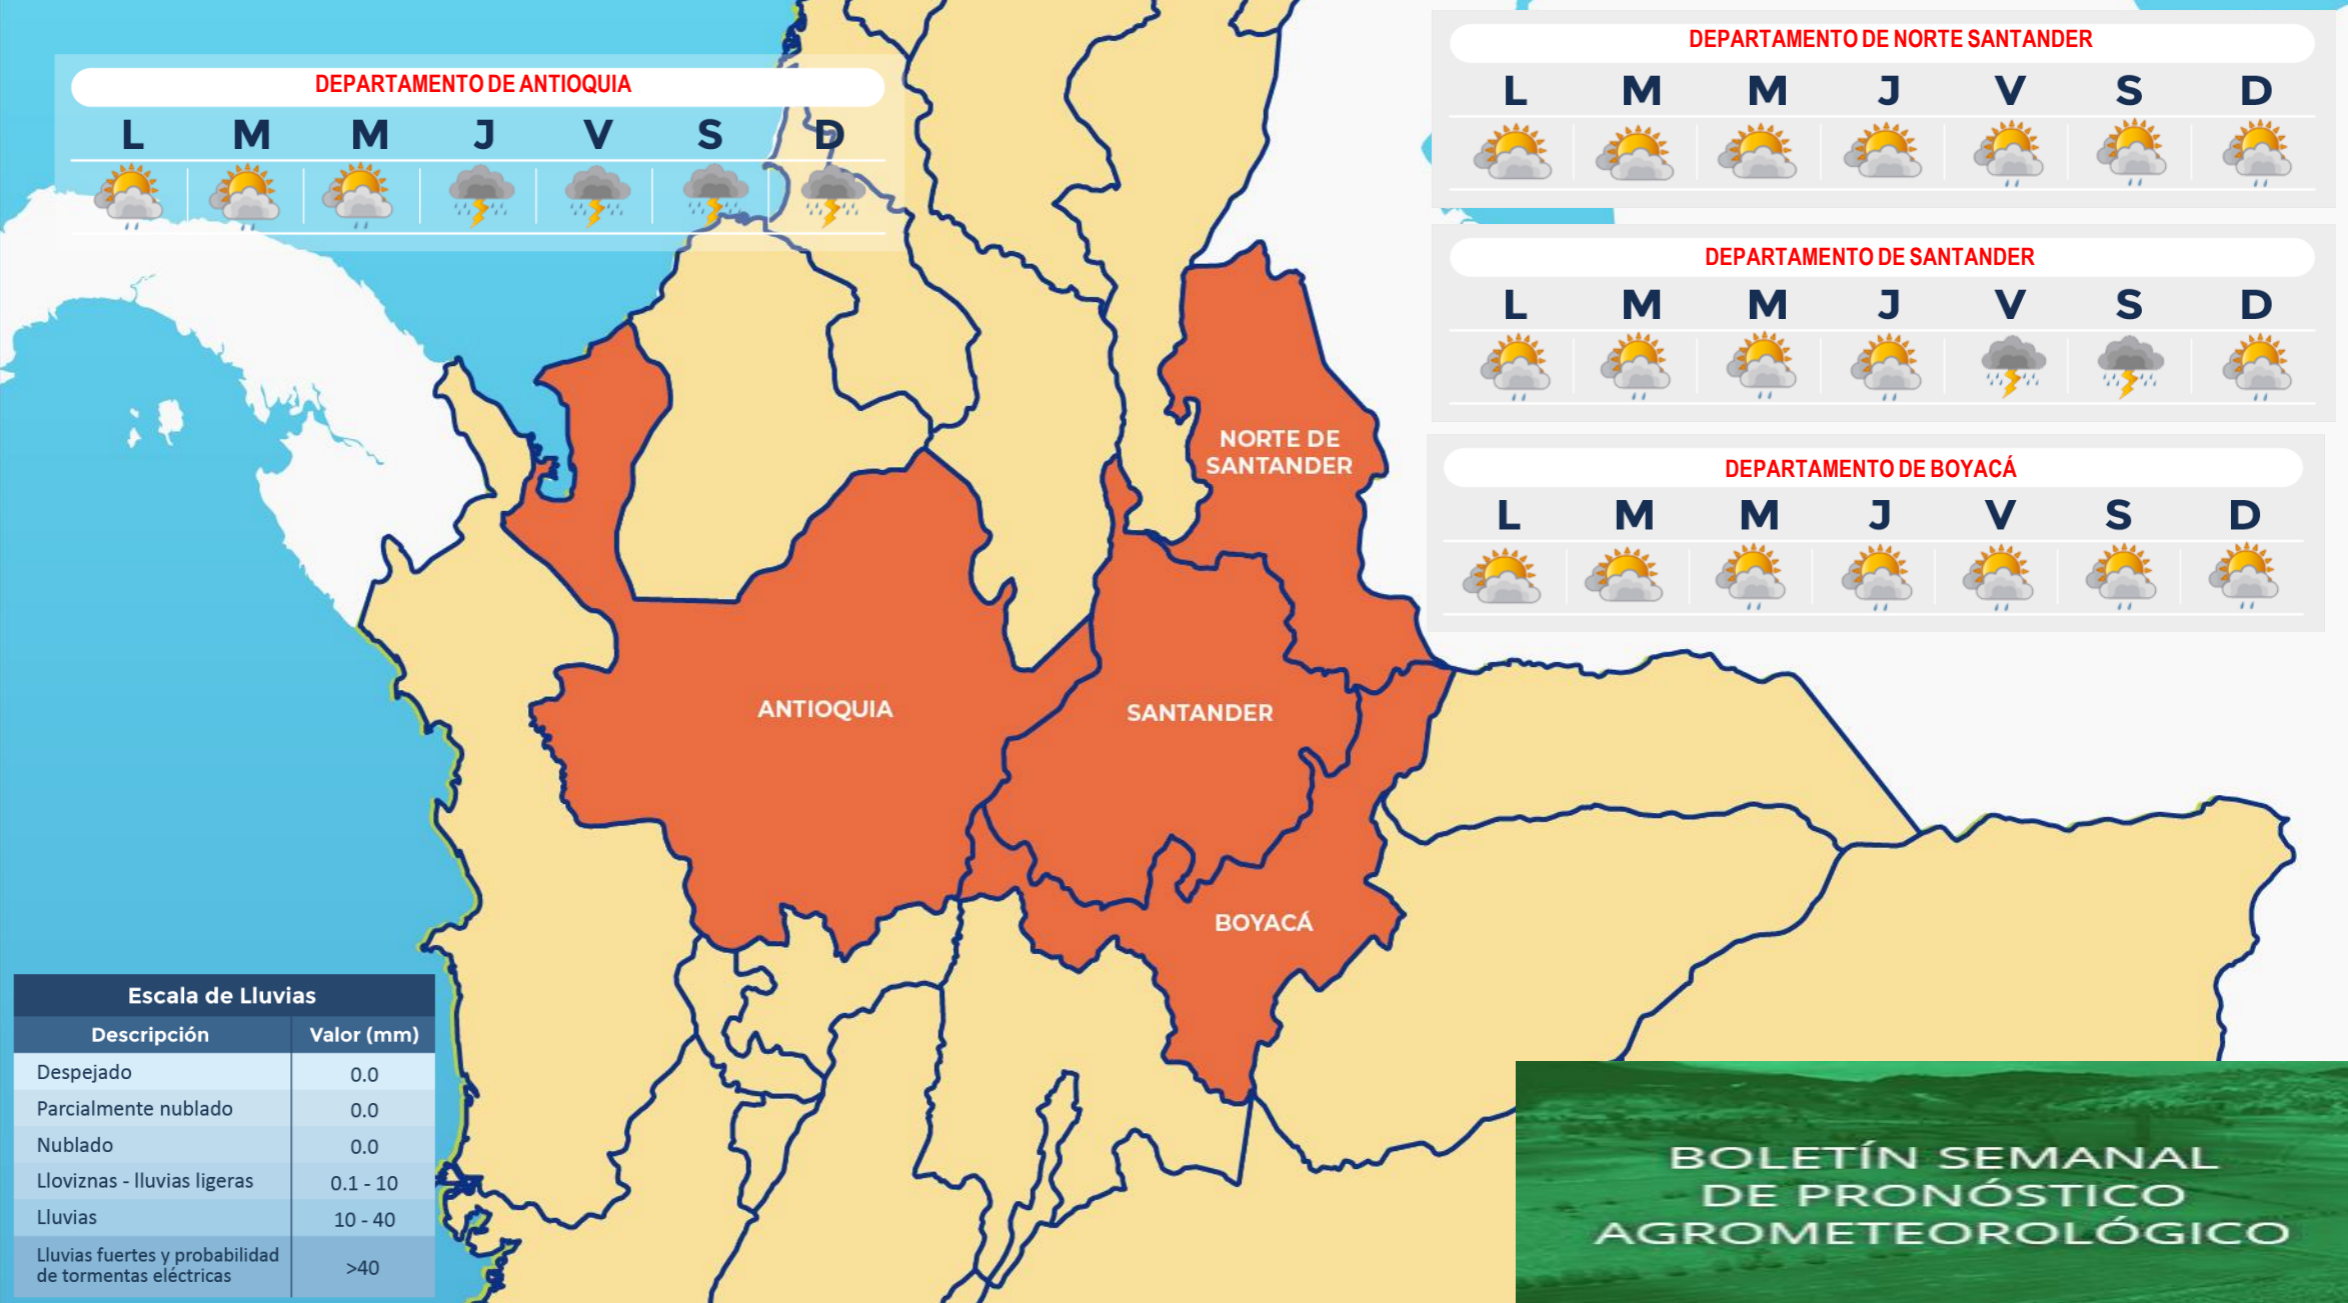 DEPARTAMENTO DE ANTIOQUIA
L M M J V S D
DEPARTAMENTO DE NORTE SANTANDER
L M M J V S D
DEPARTAMENTO DE SANTANDER
L M M J V S D
DEPARTAMENTO DE BOYACÁ
L M M J V S D
NORTE DE
SANTANDER
ANTIOQUIA
SANTANDER
BOYACÁ
Escala de Lluvias
Descripción Valor (mm)
Despejado 0.0
Parcialmente nublado 0.0
Nublado 0.0
Lloviznas - lluvias ligeras 0.1 - 10
Lluvias 10 - 40
Lluvias fuertes y probabilidad
de tormentas eléctricas >40
BOLETÍN SEMANAL
DE PRONÓSTICO
AGROMETEOROLÓGICO